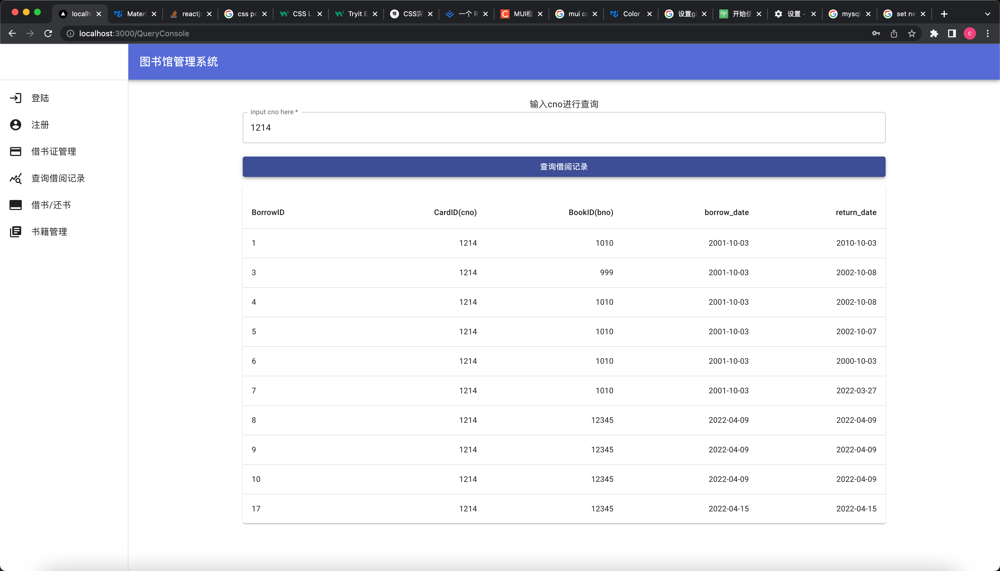 localh
Materi
reactjs
css po
CSS L
Tryit E
CSS深
一个 R
MUI框
mui co
Color
设置gi
开始使
设置 -
mysql
set ne
localhost:3000/QueryConsole
C
图书馆管理系统
登陆
注册
借书证管理
查询借阅记录
借书/还书
书籍管理
输入cno进行查询
input cno here *
1214
查询借阅记录
BorrowID CardID(cno) BookID(bno) borrow_date return_date
1 1214 1010 2001-10-03 2010-10-03
3 1214 999 2001-10-03 2002-10-08
4 1214 1010 2001-10-03 2002-10-08
5 1214 1010 2001-10-03 2002-10-07
6 1214 1010 2001-10-03 2000-10-03
7 1214 1010 2001-10-03 2022-03-27
8 1214 12345 2022-04-09 2022-04-09
9 1214 12345 2022-04-09 2022-04-09
10 1214 12345 2022-04-09 2022-04-09
17 1214 12345 2022-04-15 2022-04-15